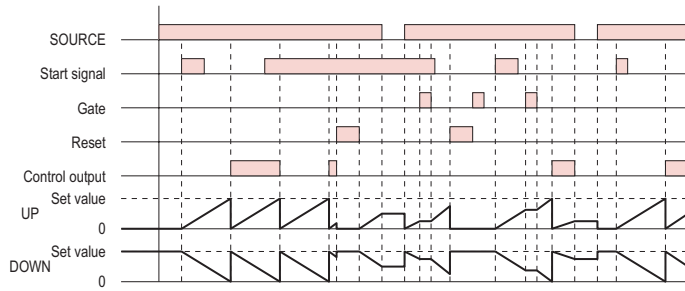 SOURCE
Start signal
Gate
Reset
Control output
Set value
UP
0
Set value
DOWN
0